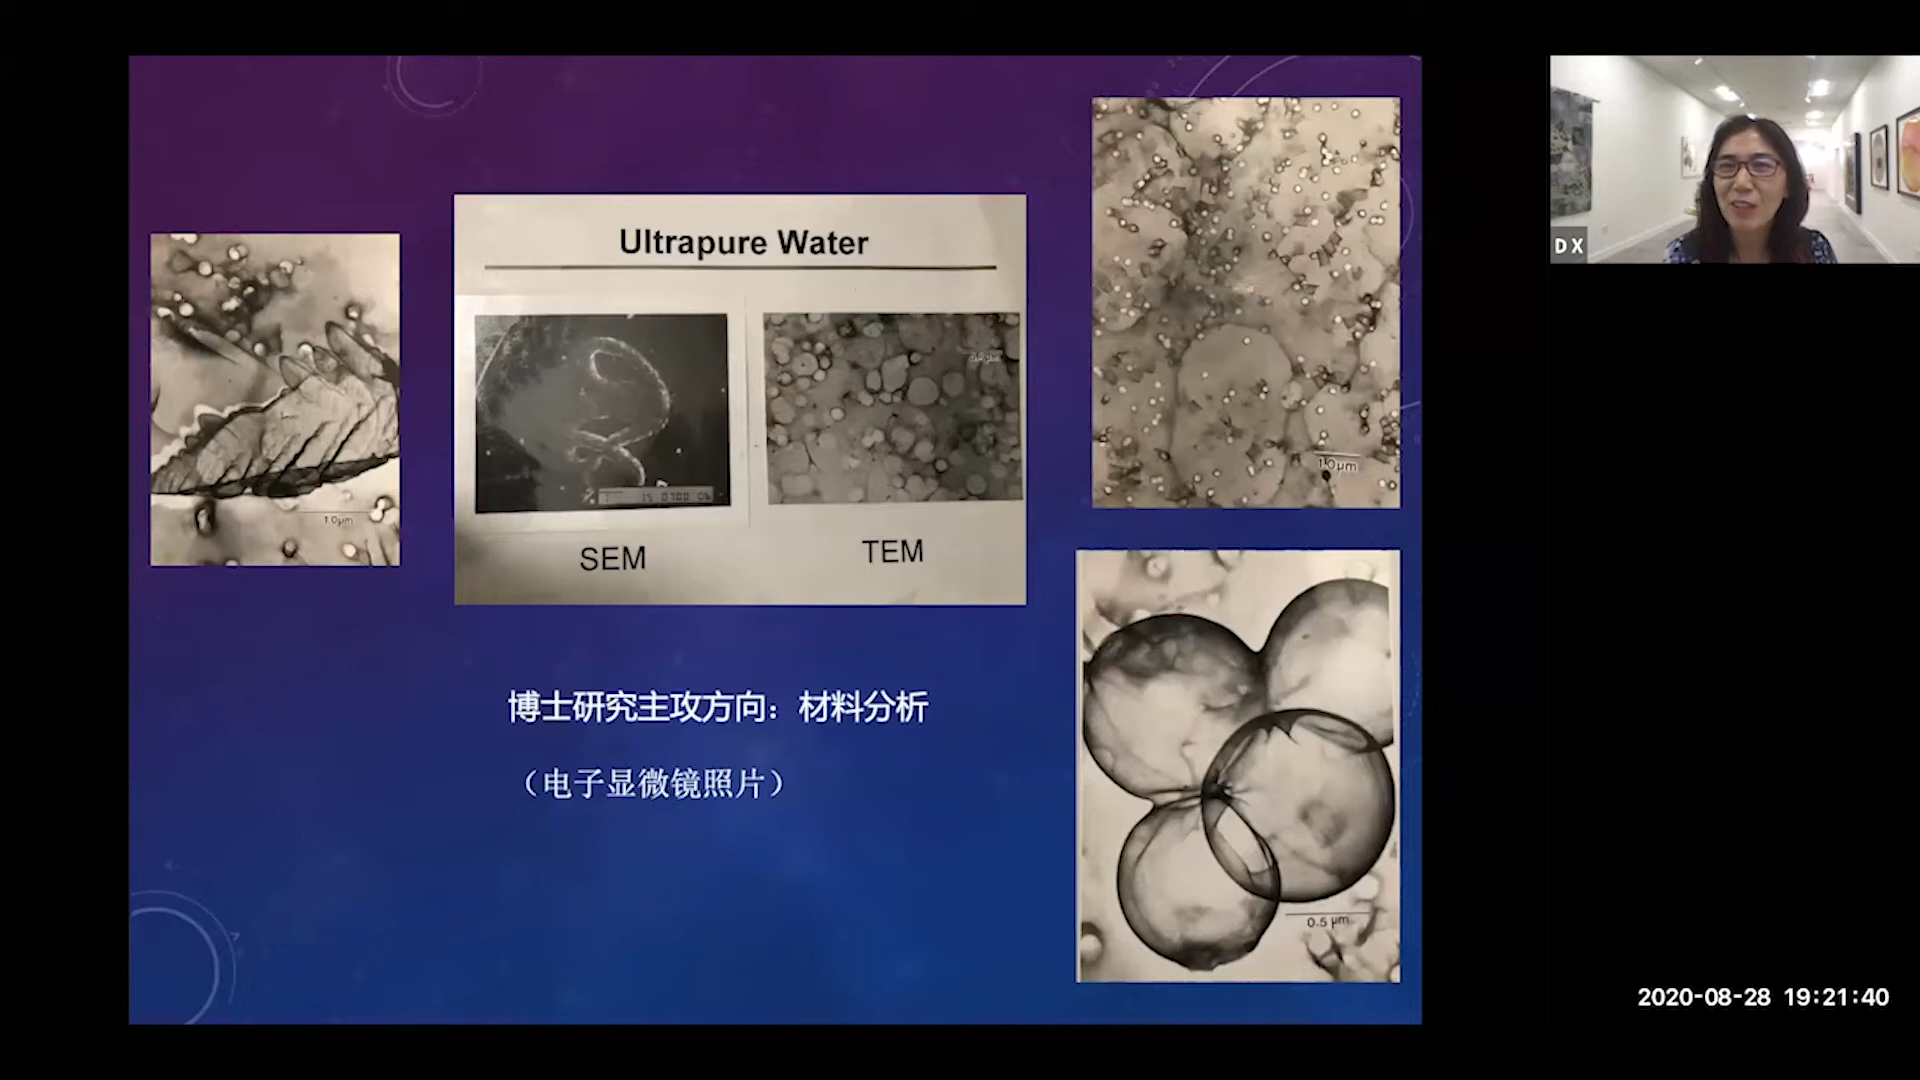 Ultrapure Water
SEM
TEM
1.0µm
1.0µm
0.5 µm
博士研究主攻方向：材料分析
（电子显微镜照片）
D X
2020-08-28 19:21:40